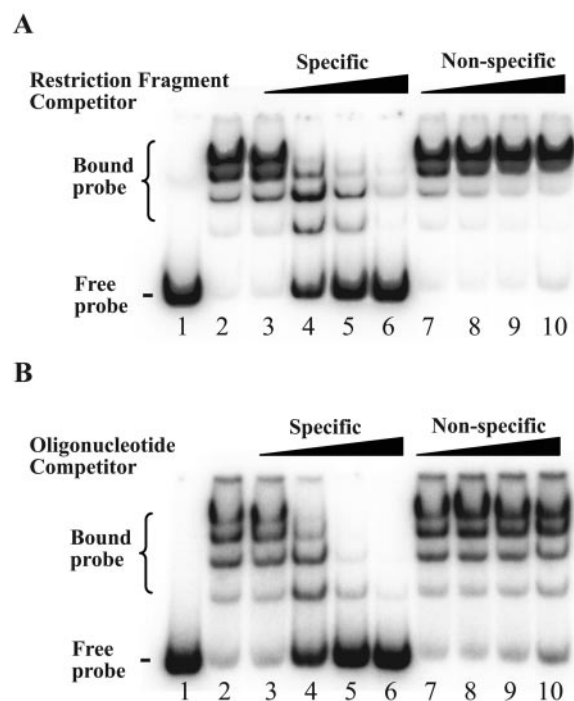 A
Restriction Fragment
Competitor
Specific
Non-specific
Bound
probe
Free
probe
1 2 3 4 5 6 7 8 9 10
B
Oligonucleotide
Competitor
Specific
Non-specific
Bound
probe
Free
probe
1 2 3 4 5 6 7 8 9 10